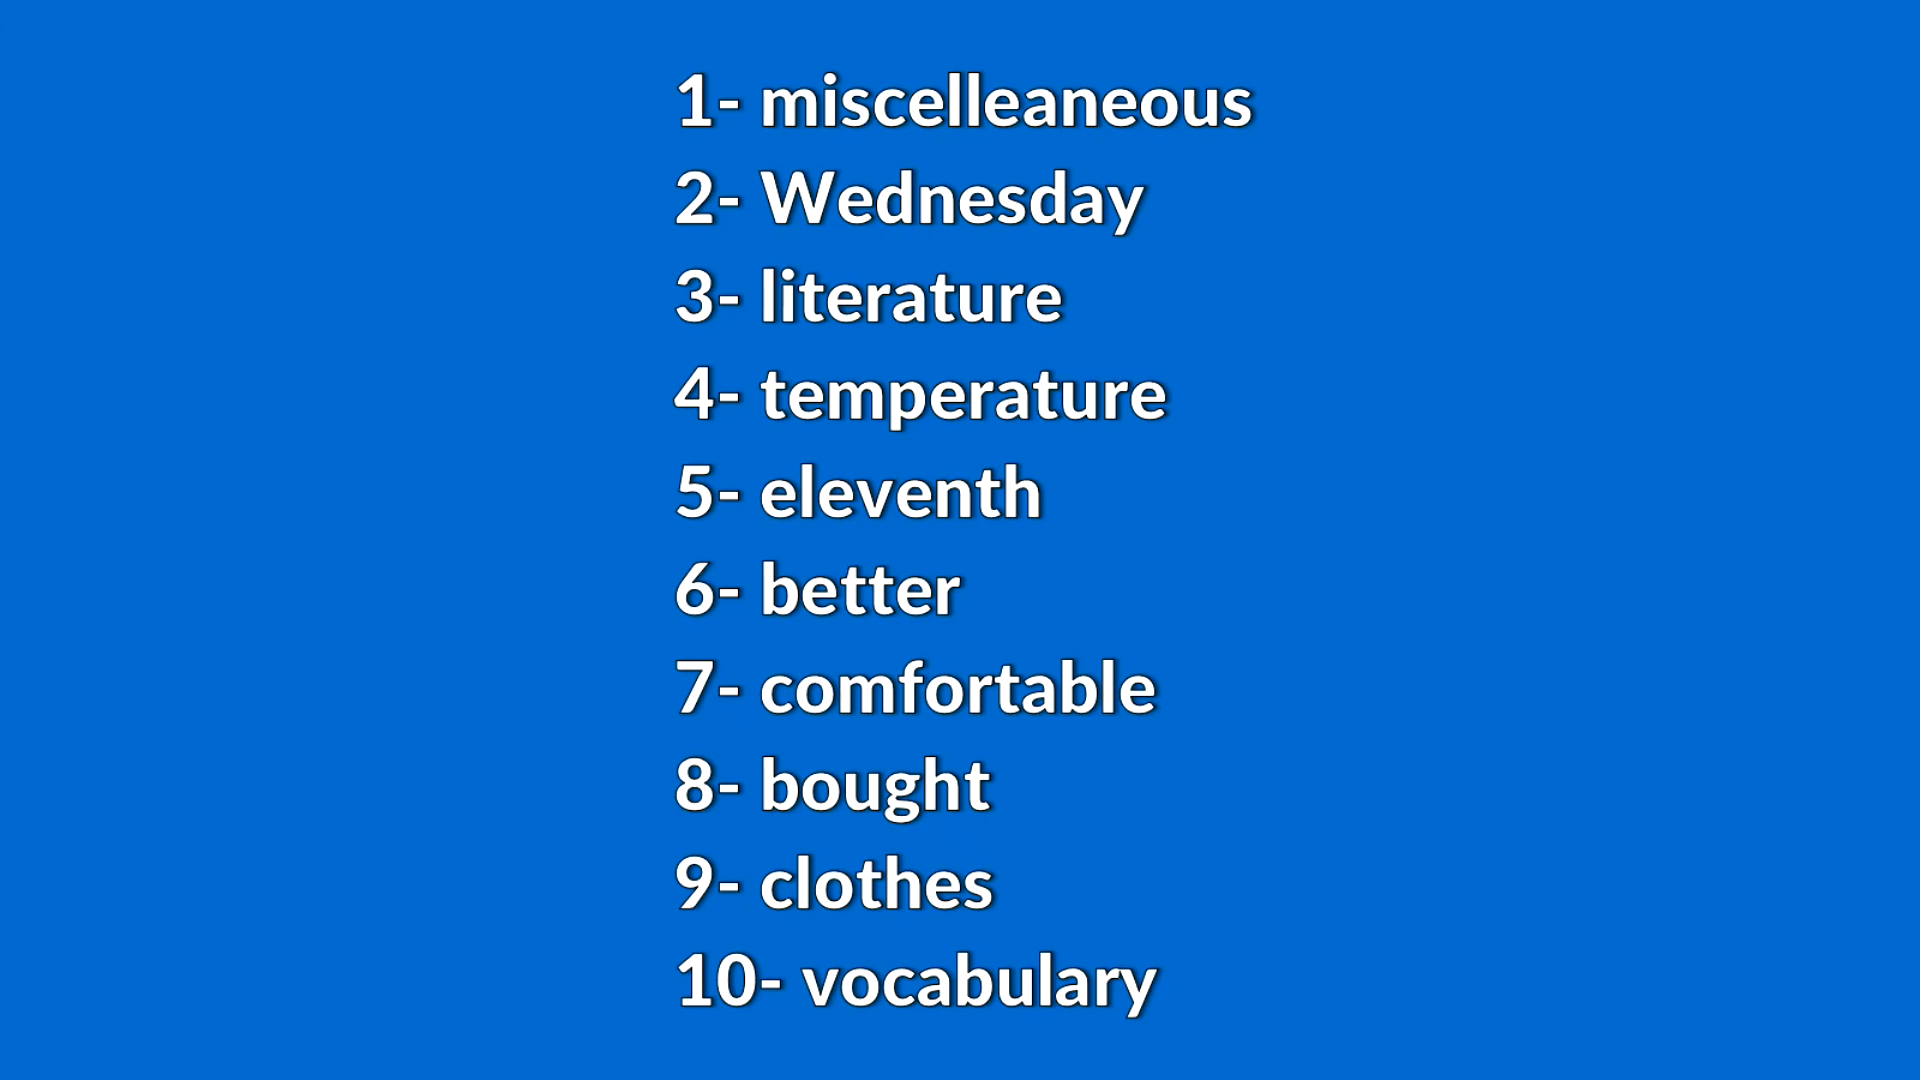 1- miscelleaneous
2- Wednesday
3- literature
4- temperature
5- eleventh
6- better
7- comfortable
8- bought
9- clothes
10- vocabulary